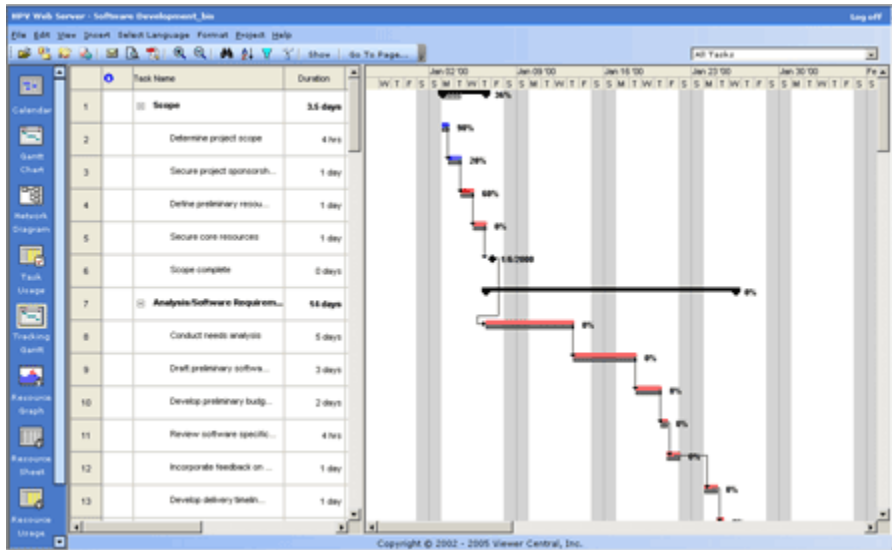 HPV Web Server - Software Development_bis
Log off
File Edit View Insert Select Language Format Project Help
Show Go To Page...
All Tasks
Task Name Duration
Jan 02 '00 Jan 09 '00 Jan 16 '00 Jan 23 '00 Jan 30 '00 Fe
W T F S S M T W T F S S M T W T F S S M T W T F S S M T W T F S S M T W T F S S
1 Scope 3.5 days 36%
2 Determine project scope 4 hrs 90%
3 Secure project sponsorsh... 1 day 20%
4 Define preliminary resou... 1 day 60%
5 Secure core resources 1 day 0%
6 Scope complete 0 days 1/6/2000
7 Analysis/Software Requirem... 14 days 0%
8 Conduct needs analysis 5 days 0%
9 Draft preliminary softwa... 3 days 0%
10 Develop preliminary budg... 2 days 0%
11 Review software specific... 4 hrs 0%
12 Incorporate feedback on ... 1 day 0%
13 Develop delivery timelin... 1 day 0%
Calendar
Gantt
Chart
Network
Diagram
Task
Usage
Tracking
Gantt
Resource
Graph
Resource
Sheet
Resource
Usage
Copyright © 2002 - 2005 Viewer Central, Inc.